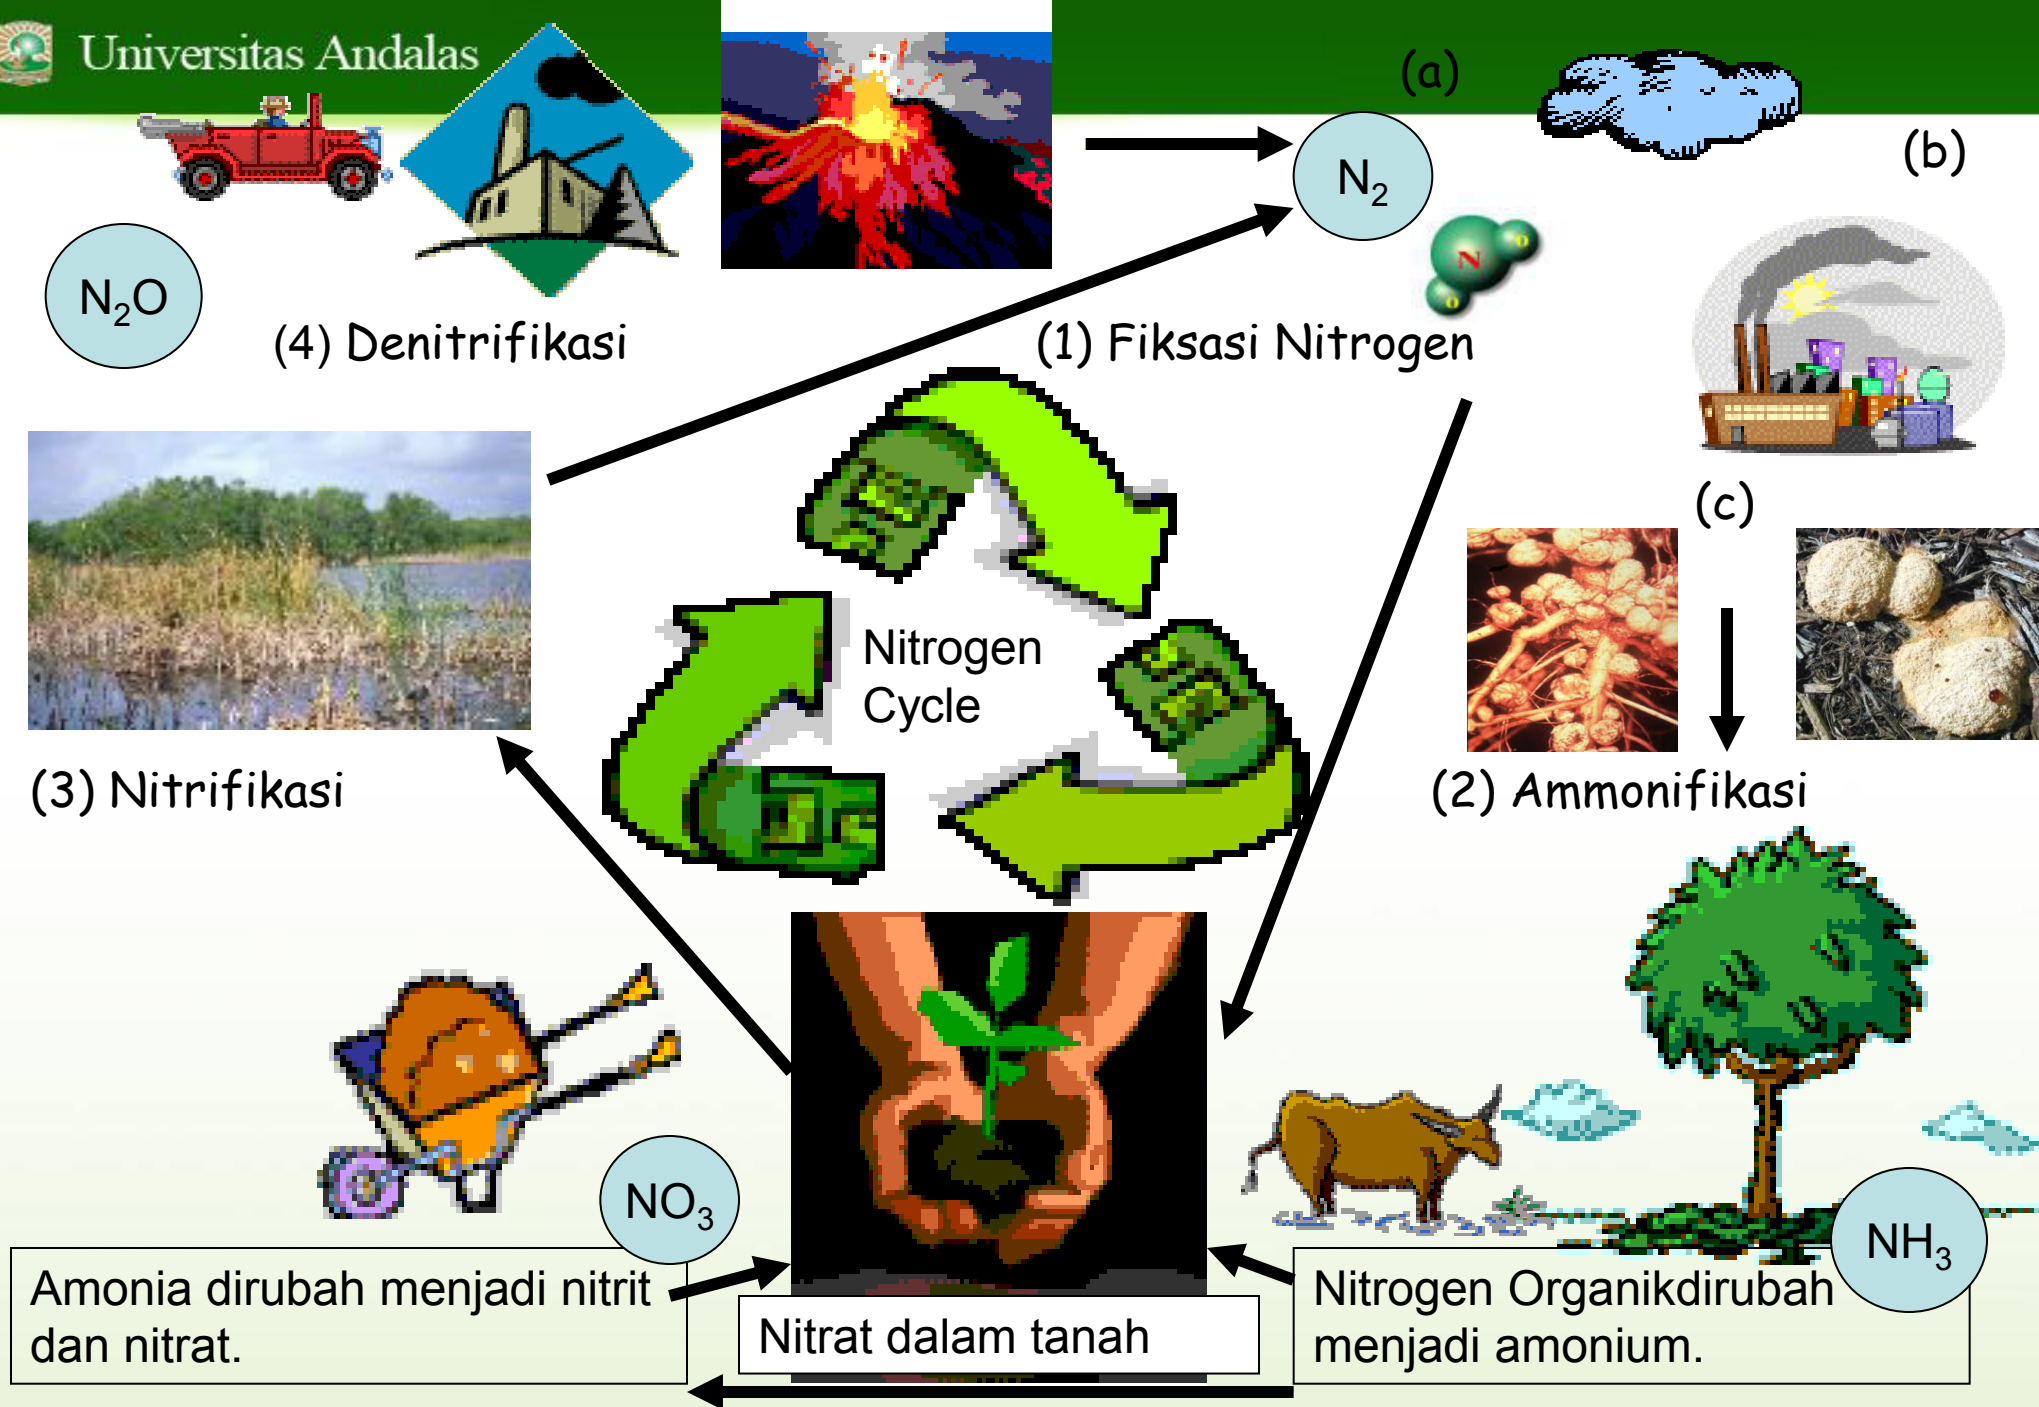 Universitas Andalas
(a)
(b)
N₂
N
O
O
N₂O
(4) Denitrifikasi
(1) Fiksasi Nitrogen
(c)
Nitrogen
Cycle
(3) Nitrifikasi
(2) Ammonifikasi
NO₃
NH₃
Amonia dirubah menjadi nitrit
dan nitrat.
Nitrat dalam tanah
Nitrogen Organikdirubah
menjadi amonium.